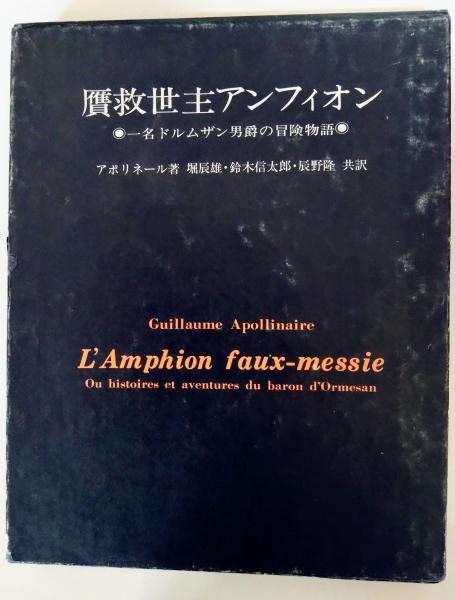 贋救世主アンフィオン
◉一名ドルムザン男爵の冒険物語◉
アポリネール著 堀辰雄・鈴木信太郎・辰野隆 共訳
Guillaume Apollinaire
L'Amphion faux-messie
Ou histoires et aventures du baron d'Ormesan